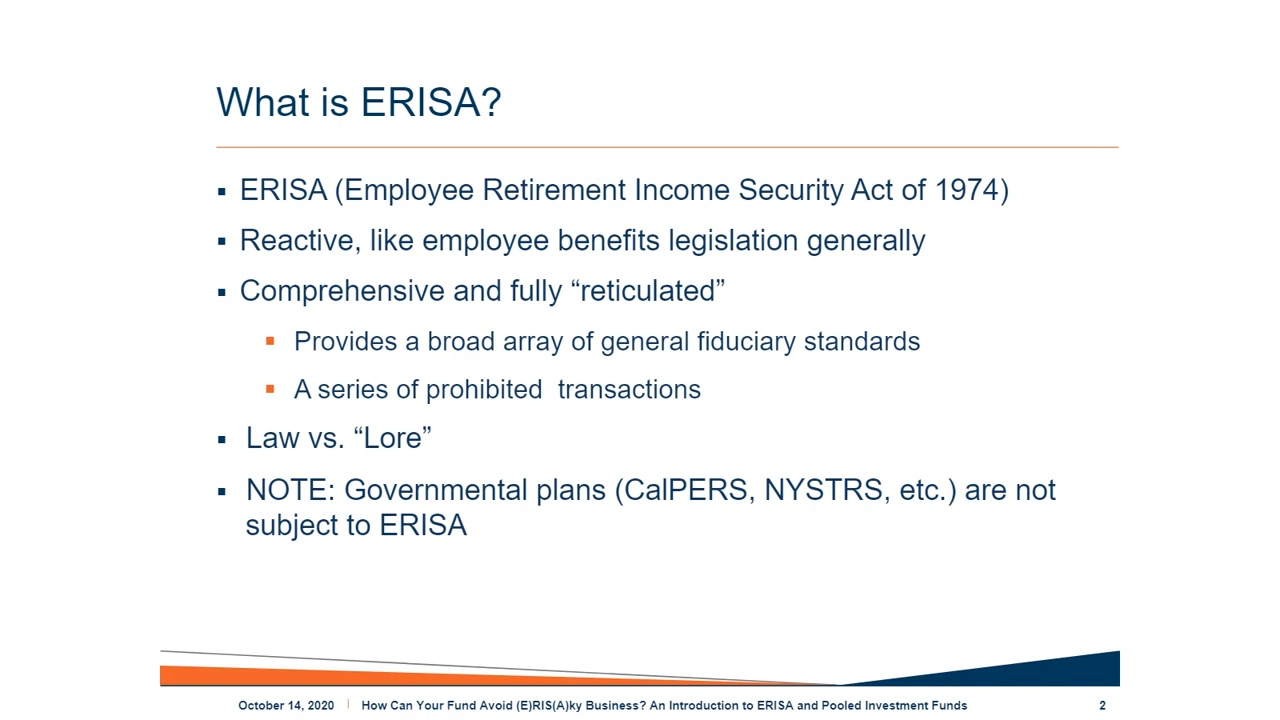 What is ERISA?
▪ ERISA (Employee Retirement Income Security Act of 1974)
▪ Reactive, like employee benefits legislation generally
▪ Comprehensive and fully “reticulated”
▪ Provides a broad array of general fiduciary standards
▪ A series of prohibited  transactions
▪ Law vs. “Lore”
▪ NOTE: Governmental plans (CalPERS, NYSTRS, etc.) are not
subject to ERISA
October 14, 2020 | How Can Your Fund Avoid (E)RIS(A)ky Business? An Introduction to ERISA and Pooled Investment Funds 2